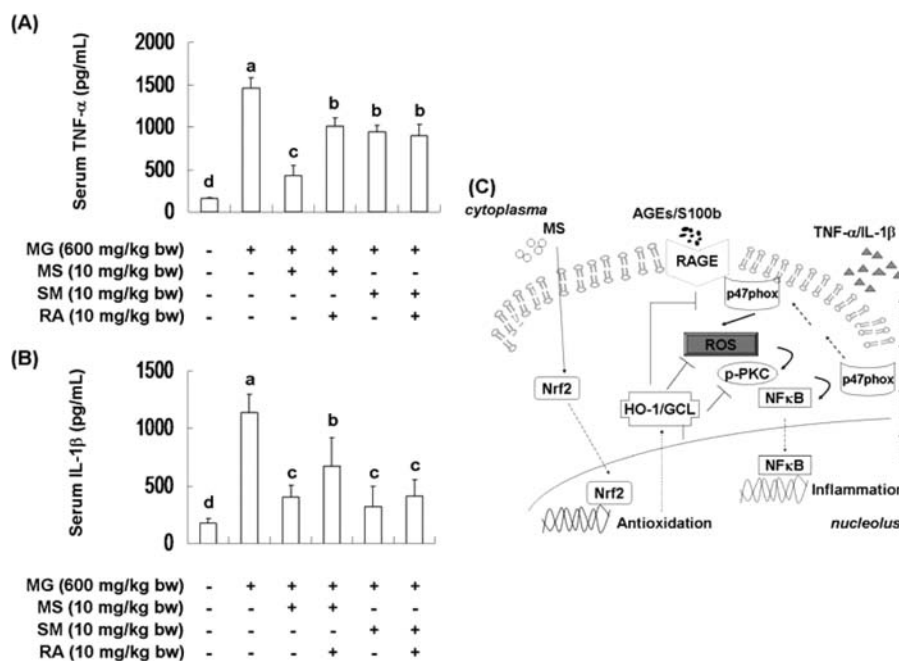 (A)
Serum TNF-α (pg/mL)
2000
1500
1000
500
0
d
a
c
b
b
b
MG (600 mg/kg bw) - + + + + +
MS (10 mg/kg bw) - - + + - -
SM (10 mg/kg bw) - - - - + +
RA (10 mg/kg bw) - - - + - +
(B)
Serum IL-1β (pg/mL)
1500
1000
500
0
d
a
c
b
c
c
MG (600 mg/kg bw) - + + + + +
MS (10 mg/kg bw) - - + + - -
SM (10 mg/kg bw) - - - - + +
RA (10 mg/kg bw) - - - + - +
(C)
cytoplasma
MS
AGEs/S100b
TNF-α/IL-1β
RAGE
p47phox
ROS
p-PKC
p47phox
Nrf2
HO-1/GCL
NFκB
NFκB
Nrf2
Inflammation
Antioxidation
nucleolus